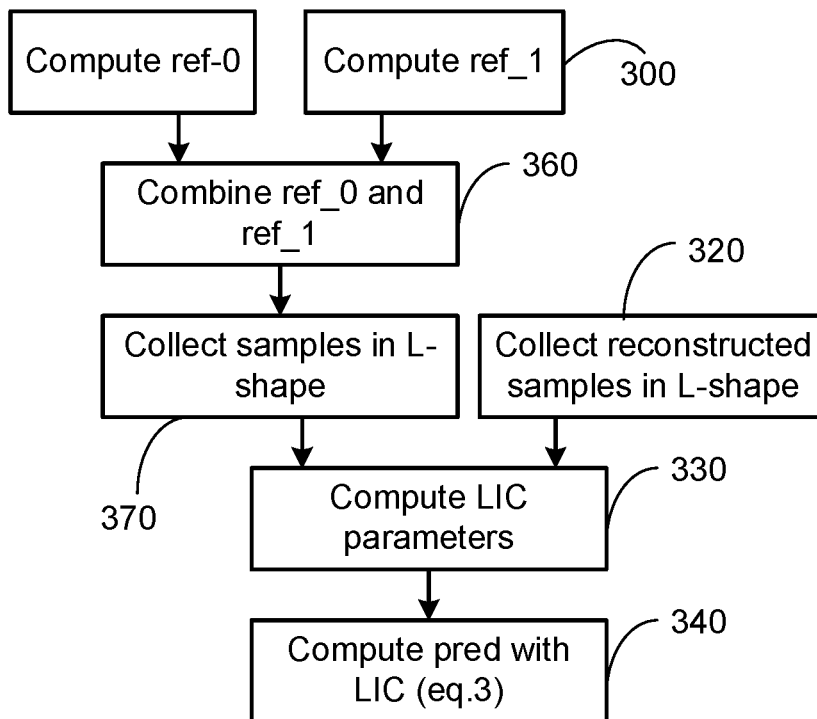 Compute ref-0
Compute ref_1
300
Combine ref_0 and
ref_1
360
320
Collect samples in L-
shape
Collect reconstructed
samples in L-shape
370
Compute LIC
parameters
330
Compute pred with
LIC (eq.3)
340